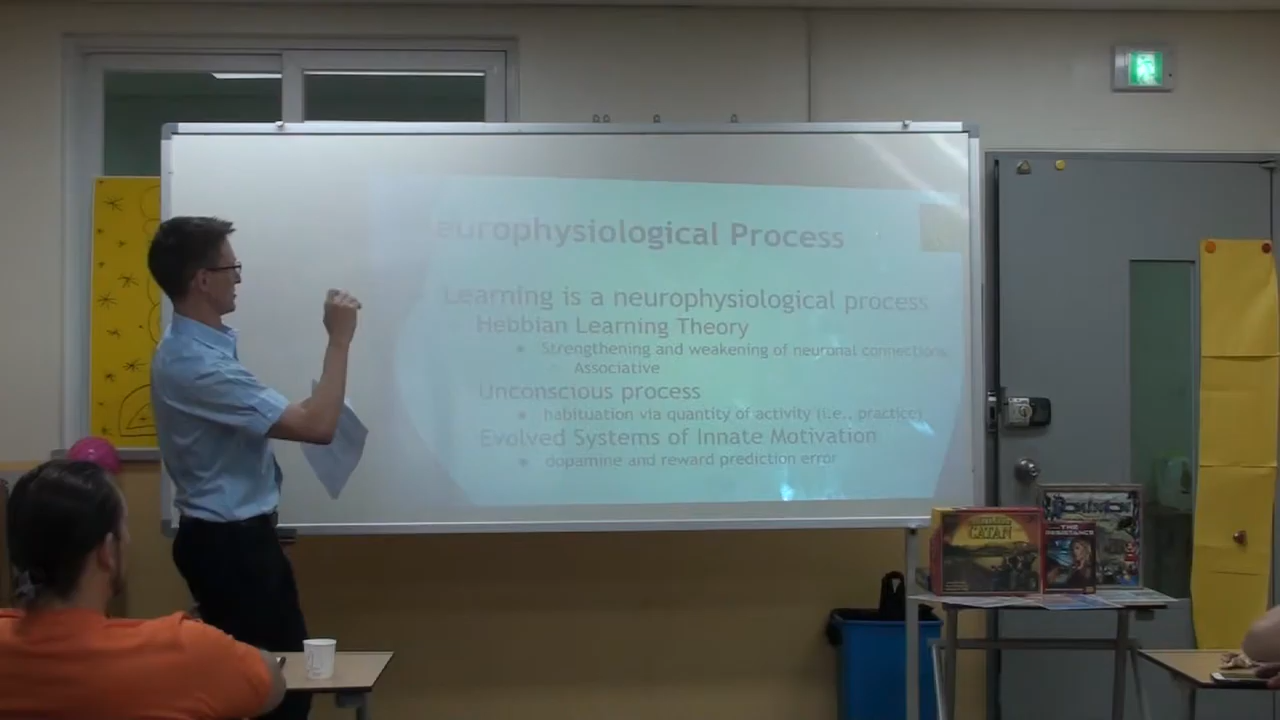 europhysiological Process
Learning is a neurophysiological process
Hebbian Learning Theory
Strengthening and weakening of neuronal connections
Associative
Unconscious process
habituation via quantity of activity (i.e., practice)
Evolved Systems of Innate Motivation
dopamine and reward prediction error
CATAN
THE
RESISTANCE